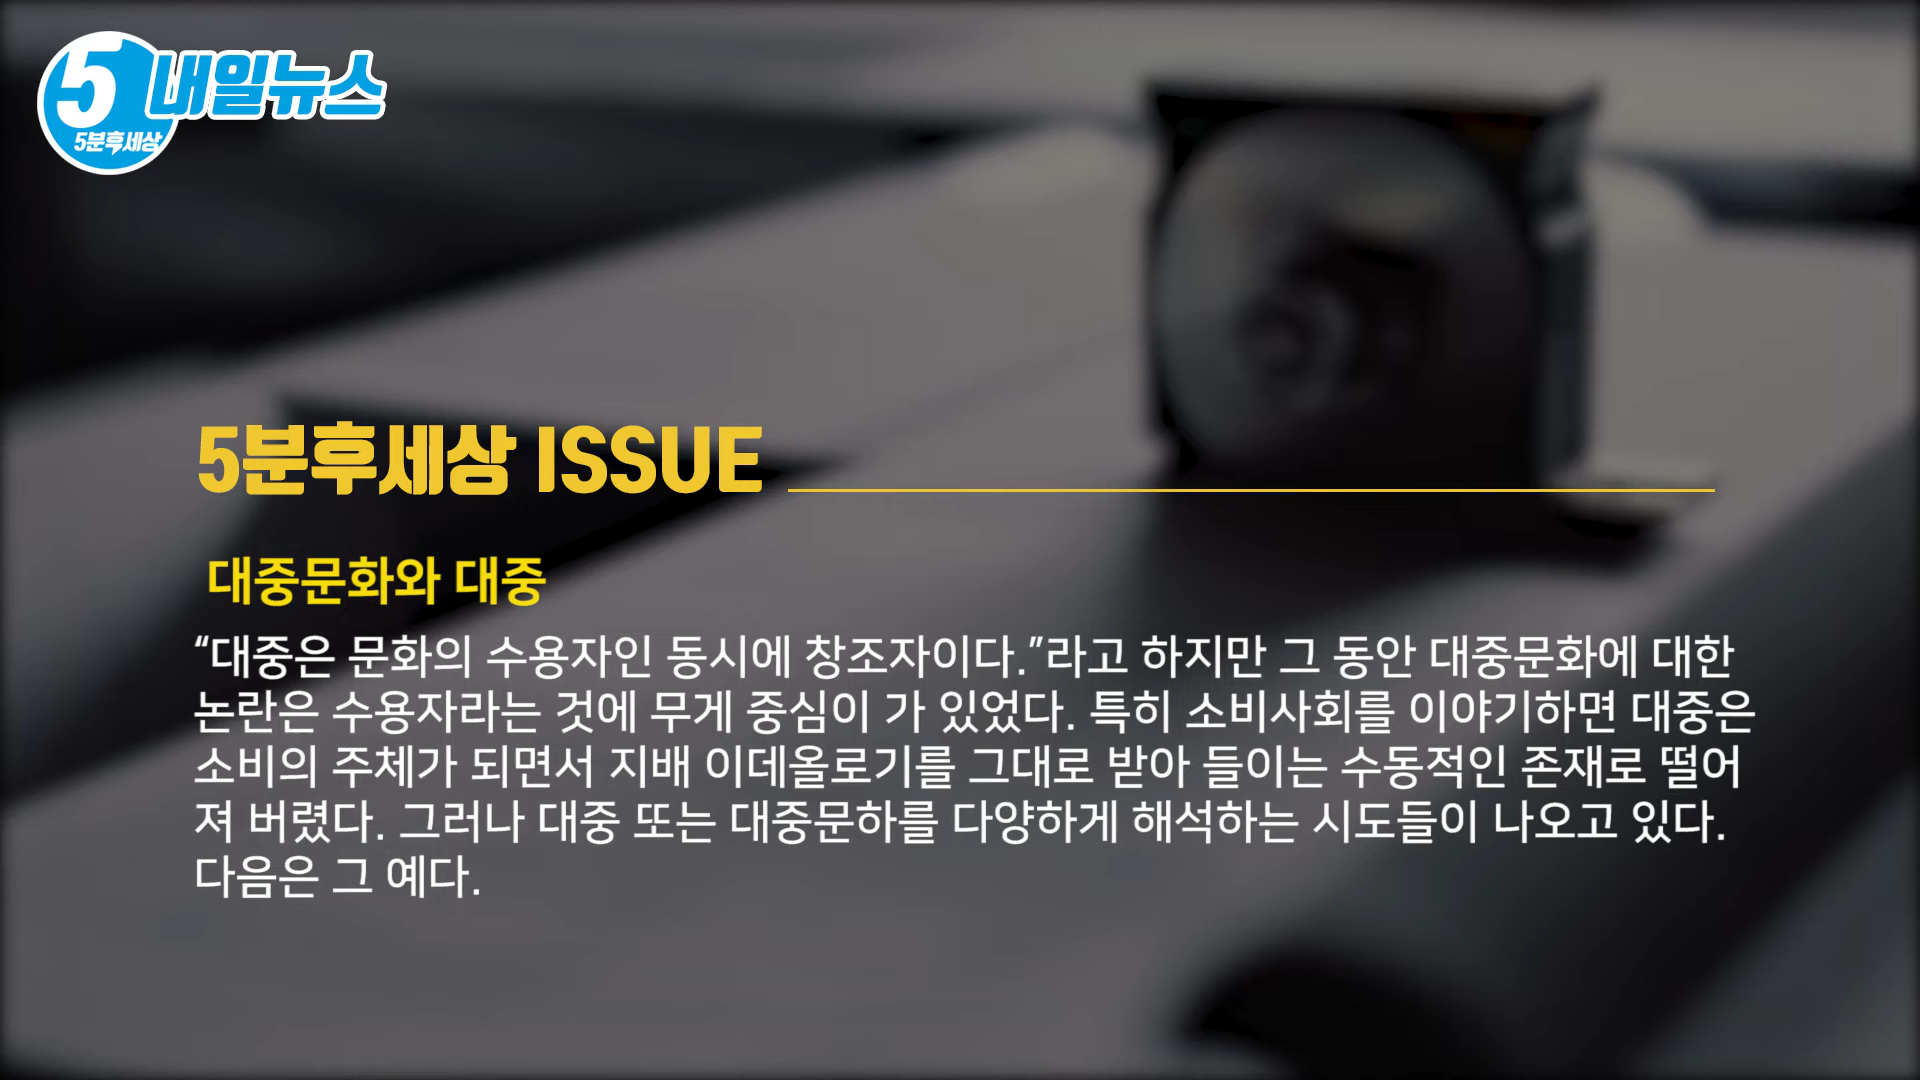 5
내일뉴스
5분후세상
5분후세상 ISSUE
대중문화와 대중
“대중은 문화의 수용자인 동시에 창조자이다.”라고 하지만 그 동안 대중문화에 대한
논란은 수용자라는 것에 무게 중심이 가 있었다. 특히 소비사회를 이야기하면 대중은
소비의 주체가 되면서 지배 이데올로기를 그대로 받아 들이는 수동적인 존재로 떨어
져 버렸다. 그러나 대중 또는 대중문하를 다양하게 해석하는 시도들이 나오고 있다.
다음은 그 예다.